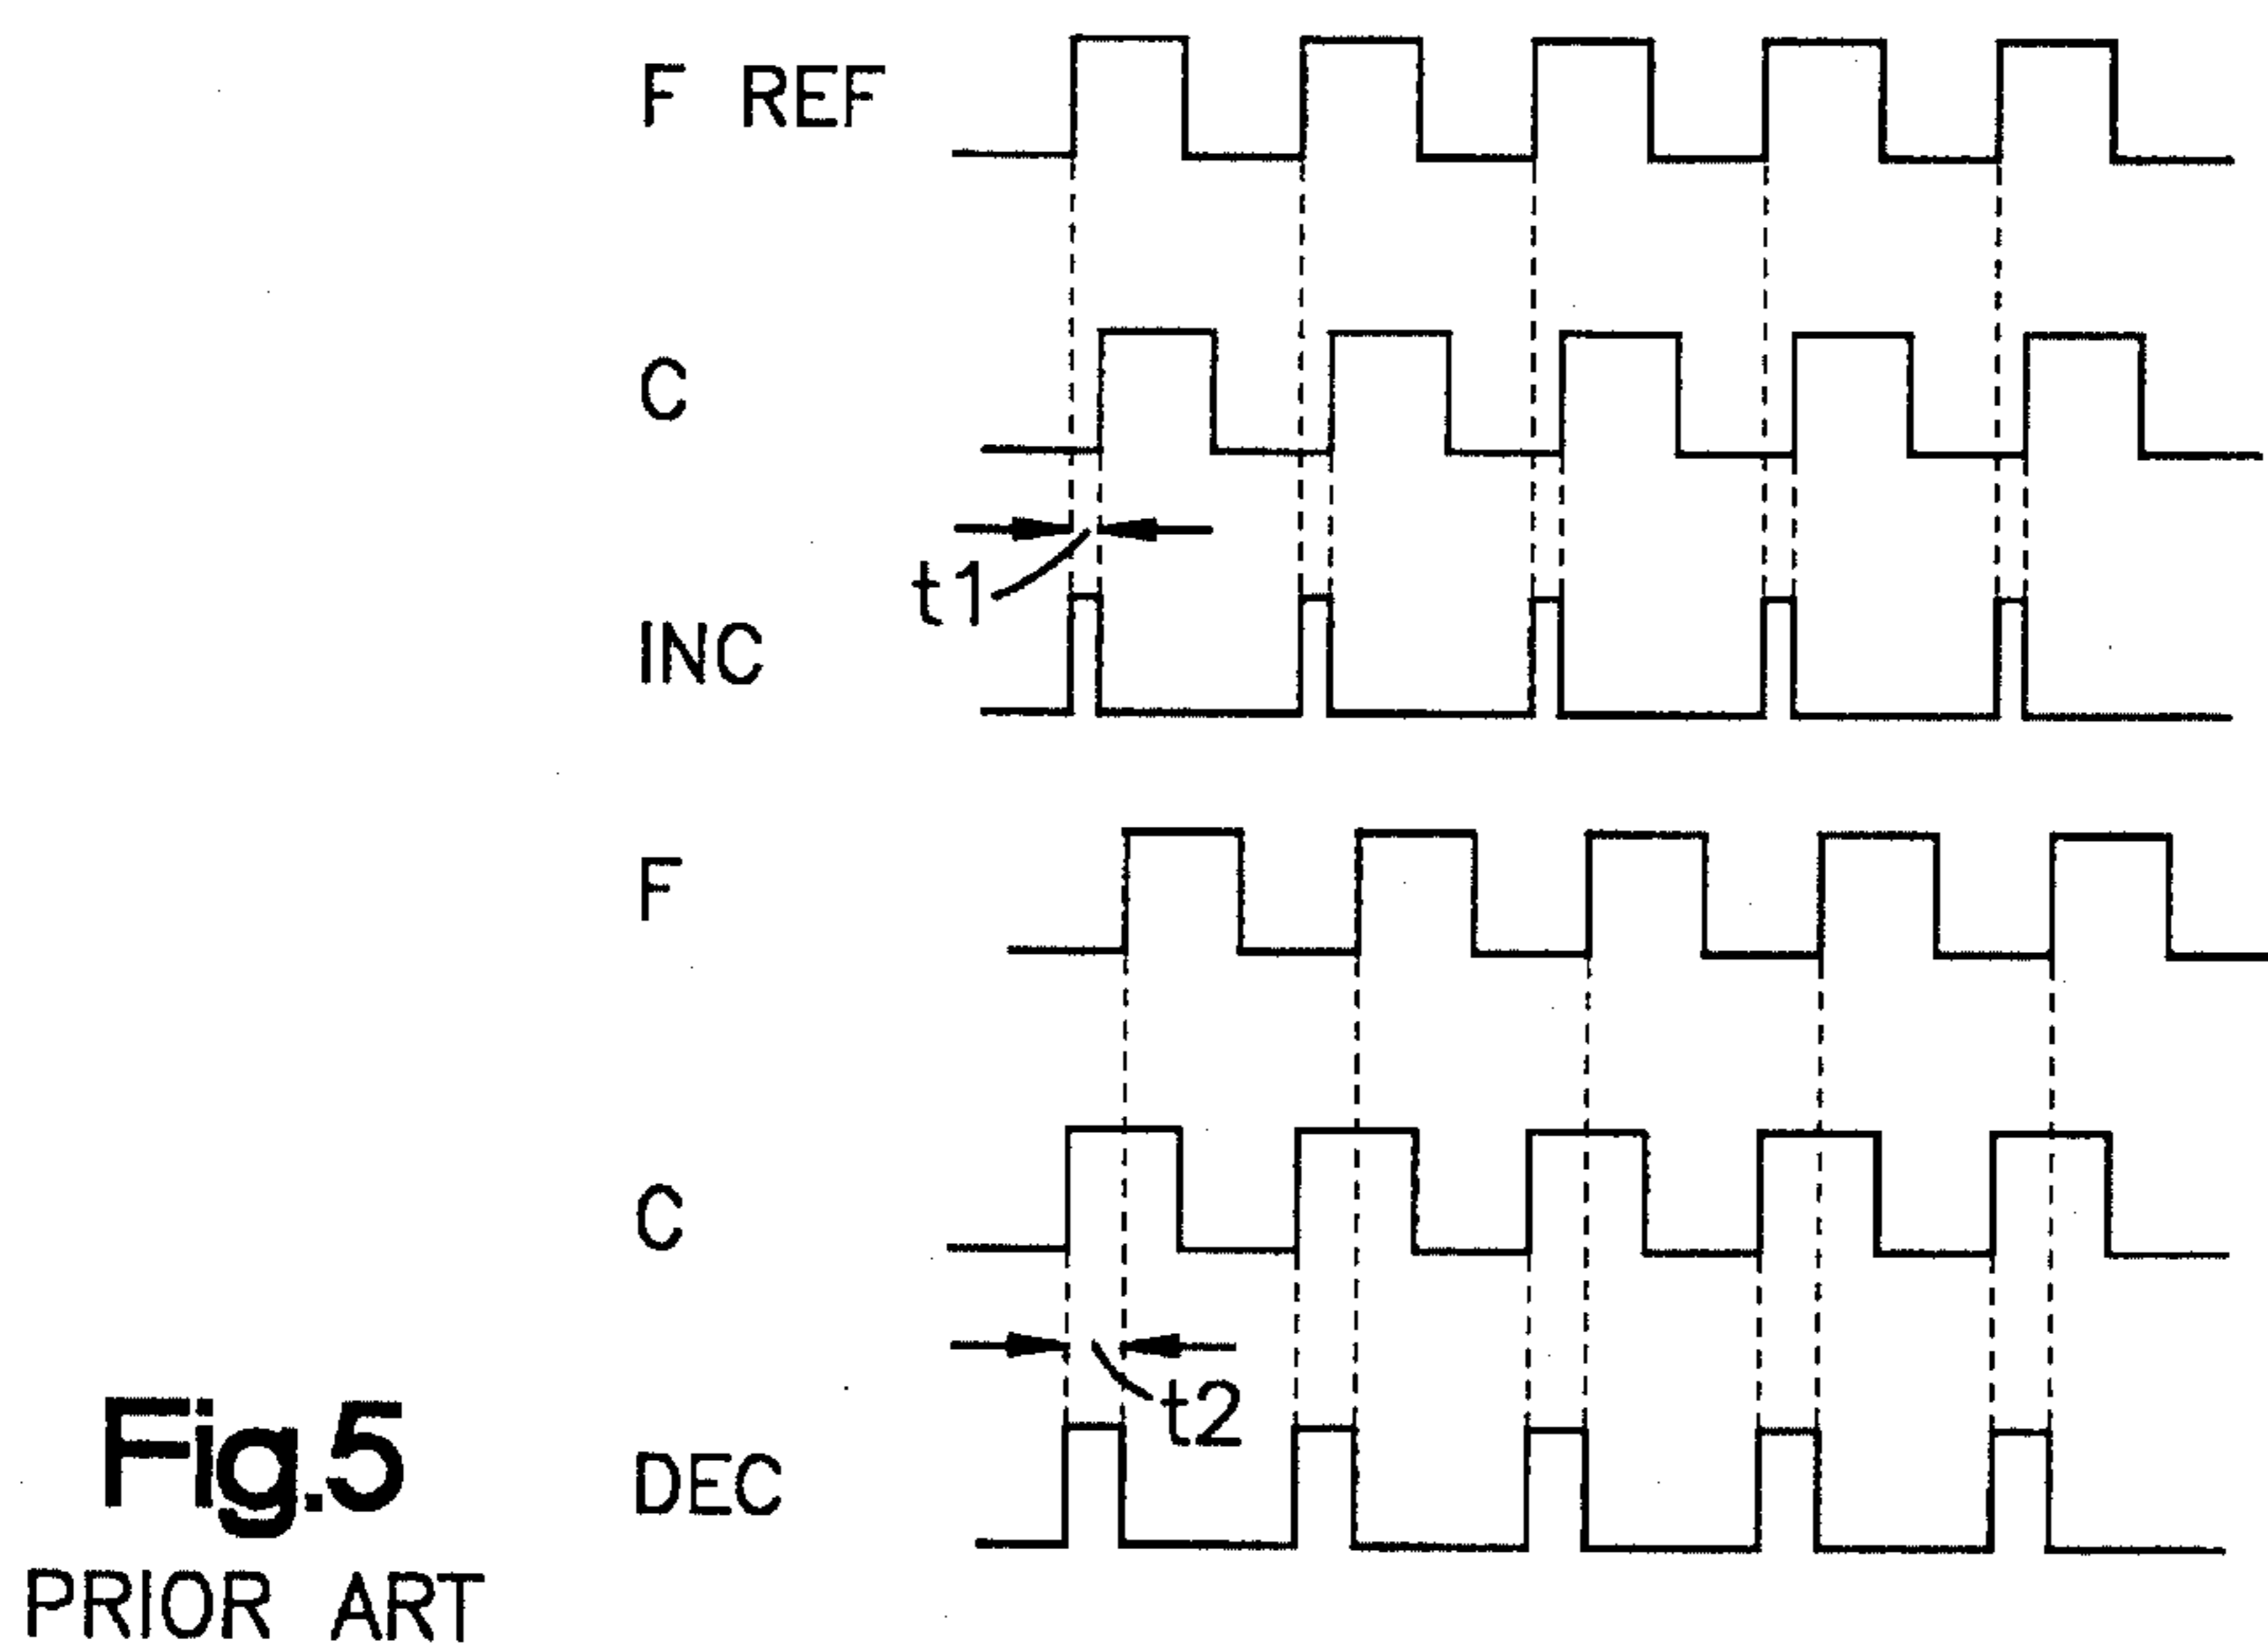 F REF
C
t1
INC
F
C
t2
DEC
Fig.5
PRIOR ART